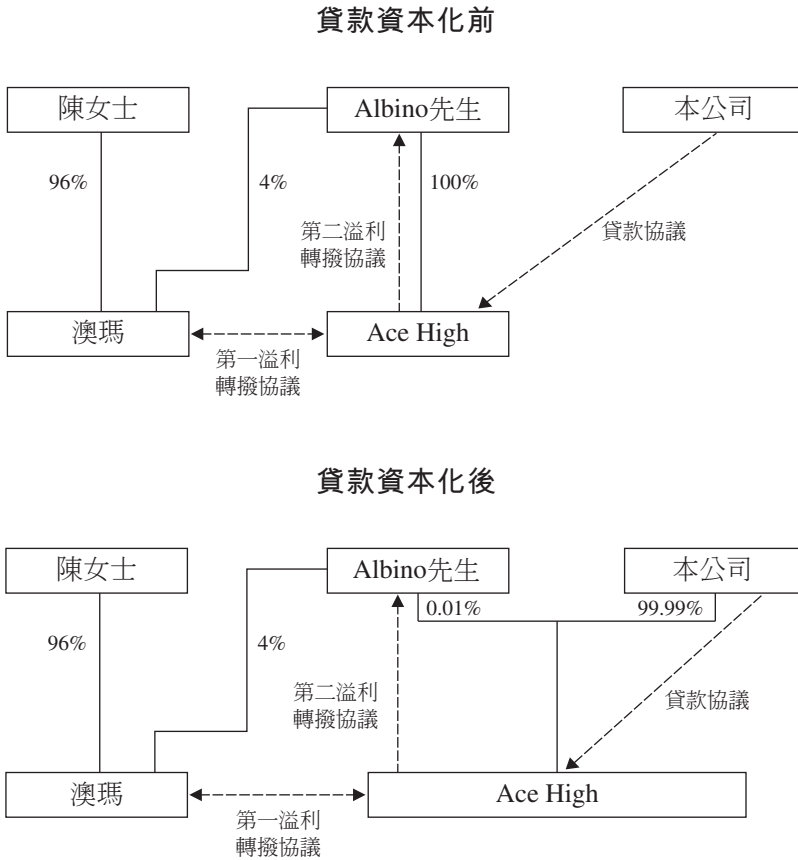 貸款資本化前
陳女士
Albino先生
本公司
96%
4%
100%
第二溢利
轉撥協議
貸款協議
澳瑪
Ace High
第一溢利
轉撥協議
貸款資本化後
陳女士
Albino先生
本公司
0.01%
99.99%
96%
4%
第二溢利
轉撥協議
貸款協議
澳瑪
Ace High
第一溢利
轉撥協議